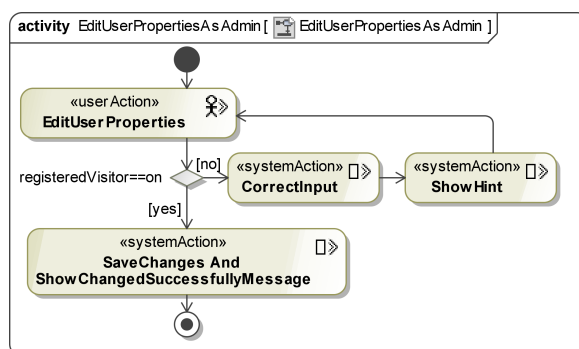 activity EditUserPropertiesAsAdmin [ EditUserPropertiesAsAdmin ]
«userAction»
EditUserProperties
registeredVisitor==on
[no]
«systemAction»
CorrectInput
«systemAction»
ShowHint
[yes]
«systemAction»
SaveChanges And
ShowChangedSuccessfullyMessage